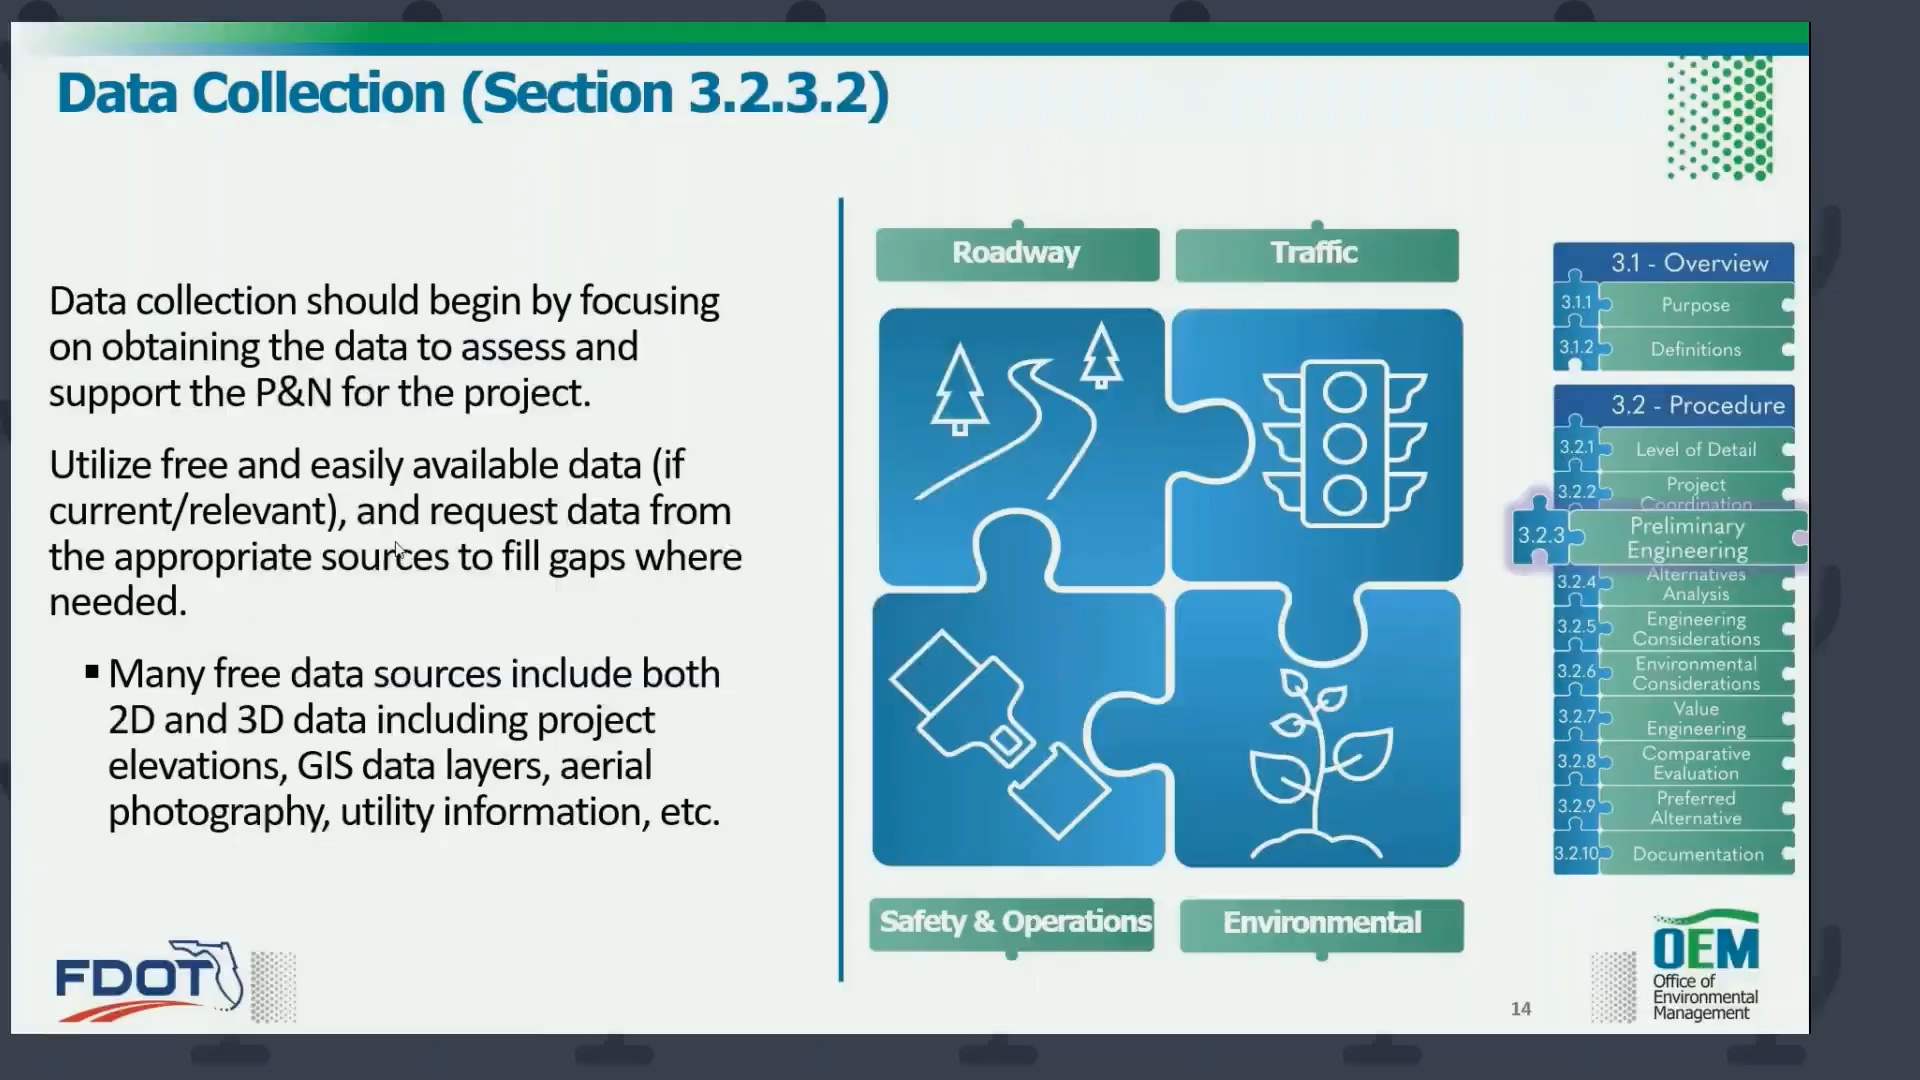 Data Collection (Section 3.2.3.2)
Data collection should begin by focusing
on obtaining the data to assess and
support the P&N for the project.
Utilize free and easily available data (if
current/relevant), and request data from
the appropriate sources to fill gaps where
needed.
▪ Many free data sources include both
2D and 3D data including project
elevations, GIS data layers, aerial
photography, utility information, etc.
Roadway
Traffic
Safety & Operations
Environmental
3.1 - Overview
3.1.1 Purpose
3.1.2 Definitions
3.2 - Procedure
3.2.1 Level of Detail
3.2.2 Project
Coordination
3.2.3 Preliminary
Engineering
3.2.4 Alternatives
Analysis
3.2.5 Engineering
Considerations
3.2.6 Environmental
Considerations
3.2.7 Value
Engineering
3.2.8 Comparative
Evaluation
3.2.9 Preferred
Alternative
3.2.10 Documentation
FDOT
14
OEM
Office of
Environmental
Management